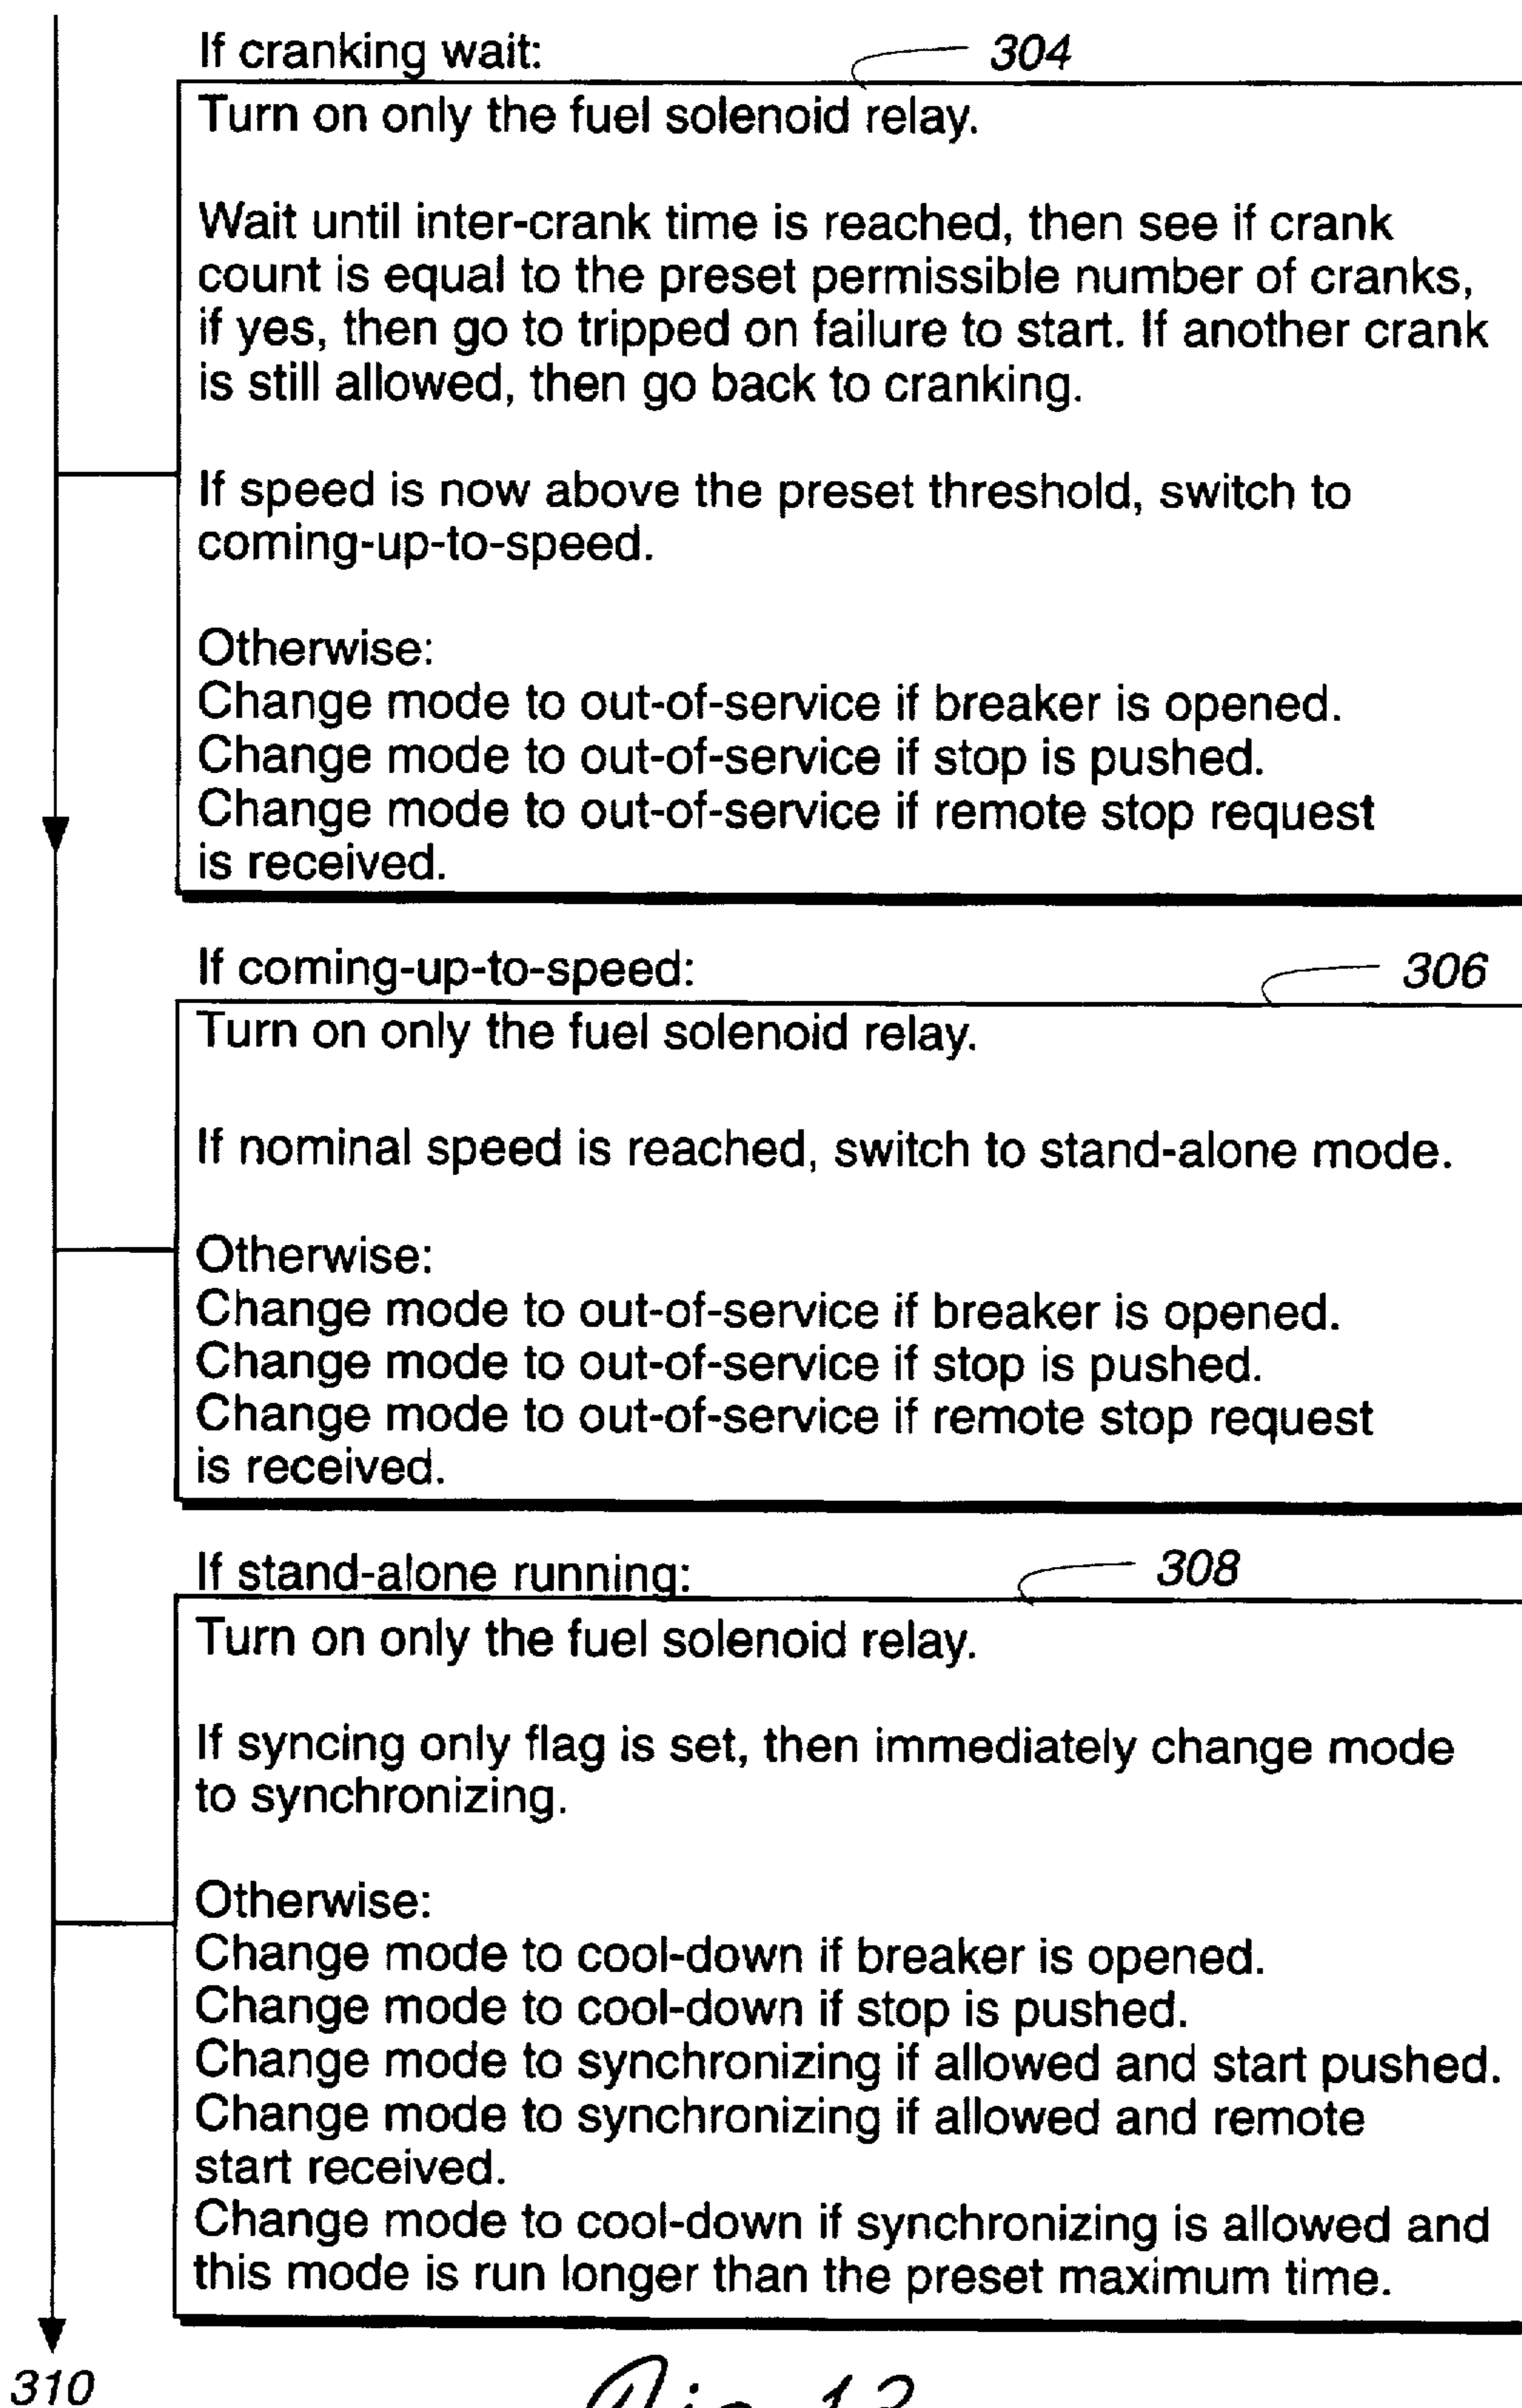 If cranking wait:
304
Turn on only the fuel solenoid relay.
Wait until inter-crank time is reached, then see if crank
count is equal to the preset permissible number of cranks,
if yes, then go to tripped on failure to start. If another crank
is still allowed, then go back to cranking.
If speed is now above the preset threshold, switch to
coming-up-to-speed.
Otherwise:
Change mode to out-of-service if breaker is opened.
Change mode to out-of-service if stop is pushed.
Change mode to out-of-service if remote stop request
is received.
If coming-up-to-speed:
306
Turn on only the fuel solenoid relay.
If nominal speed is reached, switch to stand-alone mode.
Otherwise:
Change mode to out-of-service if breaker is opened.
Change mode to out-of-service if stop is pushed.
Change mode to out-of-service if remote stop request
is received.
If stand-alone running:
308
Turn on only the fuel solenoid relay.
If syncing only flag is set, then immediately change mode
to synchronizing.
Otherwise:
Change mode to cool-down if breaker is opened.
Change mode to cool-down if stop is pushed.
Change mode to synchronizing if allowed and start pushed.
Change mode to synchronizing if allowed and remote
start received.
Change mode to cool-down if synchronizing is allowed and
this mode is run longer than the preset maximum time.
310